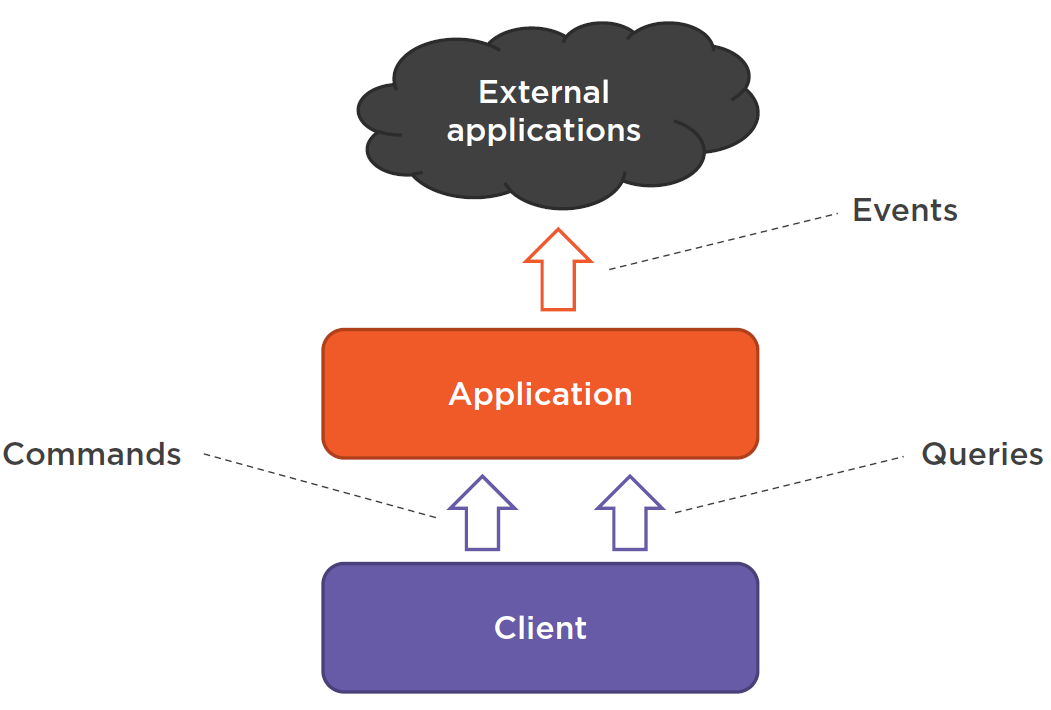 External
applications
Events
Application
Commands
Queries
Client